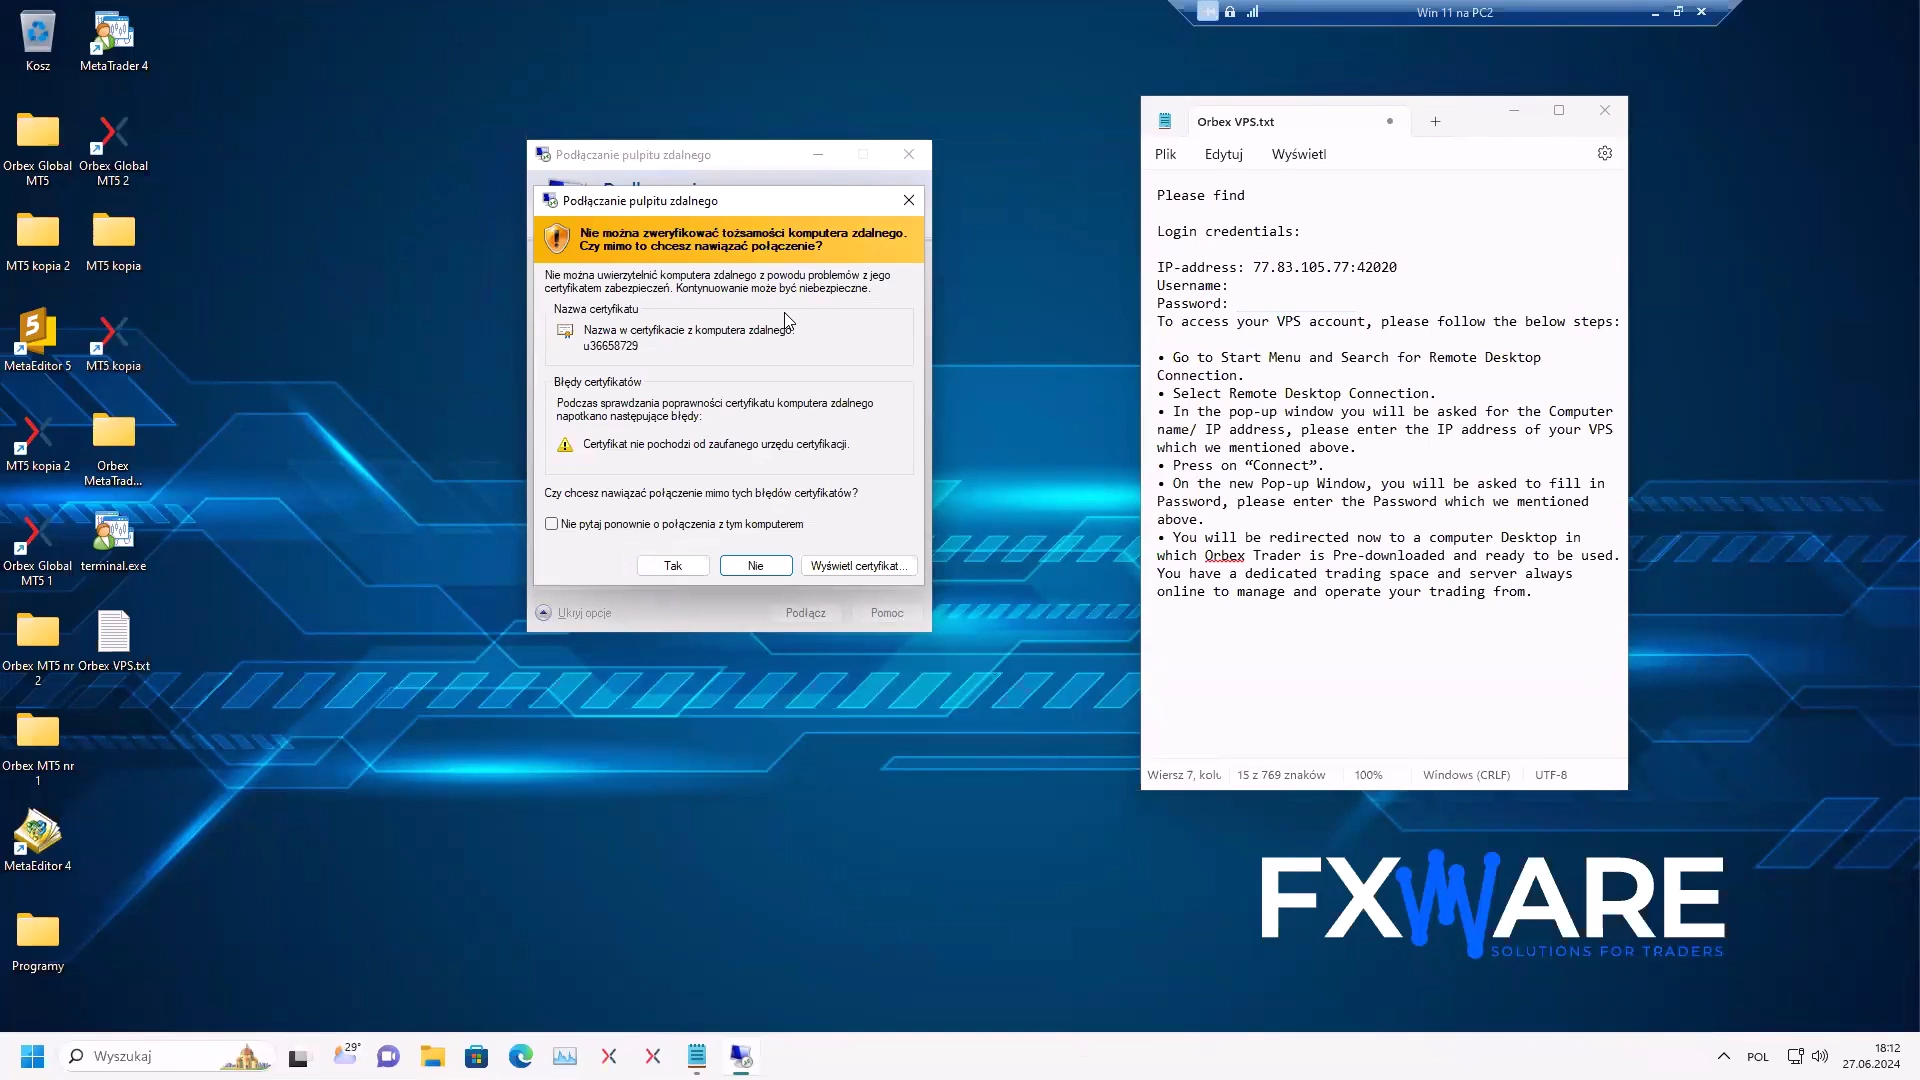 Win 11 na PC2
Kosz
MetaTrader 4
Orbex Global MT5
Orbex Global MT5 2
MT5 kopia 2
MT5 kopia
MetaEditor 5
MT5 kopia
MT5 kopia 2
Orbex MetaTrad...
Orbex Global MT5 1
terminal.exe
Orbex MT5 nr 2
Orbex VPS.txt
Orbex MT5 nr 1
MetaEditor 4
Programy
Podłączanie pulpitu zdalnego
Podłączanie pulpitu zdalnego
Nie można zweryfikować tożsamości komputera zdalnego.
Czy mimo to chcesz nawiązać połączenie?
Nie można uwierzytelnić komputera zdalnego z powodu problemów z jego
certyfikatem zabezpieczeń. Kontynuowanie może być niebezpieczne.
Nazwa certyfikatu
Nazwa w certyfikacie z komputera zdalnego:
u36658729
Błędy certyfikatów
Podczas sprawdzania poprawności certyfikatu komputera zdalnego
napotkano następujące błędy:
Certyfikat nie pochodzi od zaufanego urzędu certyfikacji.
Czy chcesz nawiązać połączenie mimo tych błędów certyfikatów?
Nie pytaj ponownie o połączenia z tym komputerem
Tak
Nie
Wyświetl certyfikat...
Ukryj opcje
Podłącz
Pomoc
Orbex VPS.txt
Plik
Edytuj
Wyświetl
Please find
Login credentials:
IP-address: 77.83.105.77:42020
Username:
Password:
To access your VPS account, please follow the below steps:
• Go to Start Menu and Search for Remote Desktop
Connection.
• Select Remote Desktop Connection.
• In the pop-up window you will be asked for the Computer
name/ IP address, please enter the IP address of your VPS
which we mentioned above.
• Press on “Connect”.
• On the new Pop-up Window, you will be asked to fill in
Password, please enter the Password which we mentioned
above.
• You will be redirected now to a computer Desktop in
which Orbex Trader is Pre-downloaded and ready to be used.
You have a dedicated trading space and server always
online to manage and operate your trading from.
Wiersz 7, kolu
15 z 769 znaków
100%
Windows (CRLF)
UTF-8
FXWARE
SOLUTIONS FOR TRADERS
Wyszukaj
29°
POL
18:12
27.06.2024